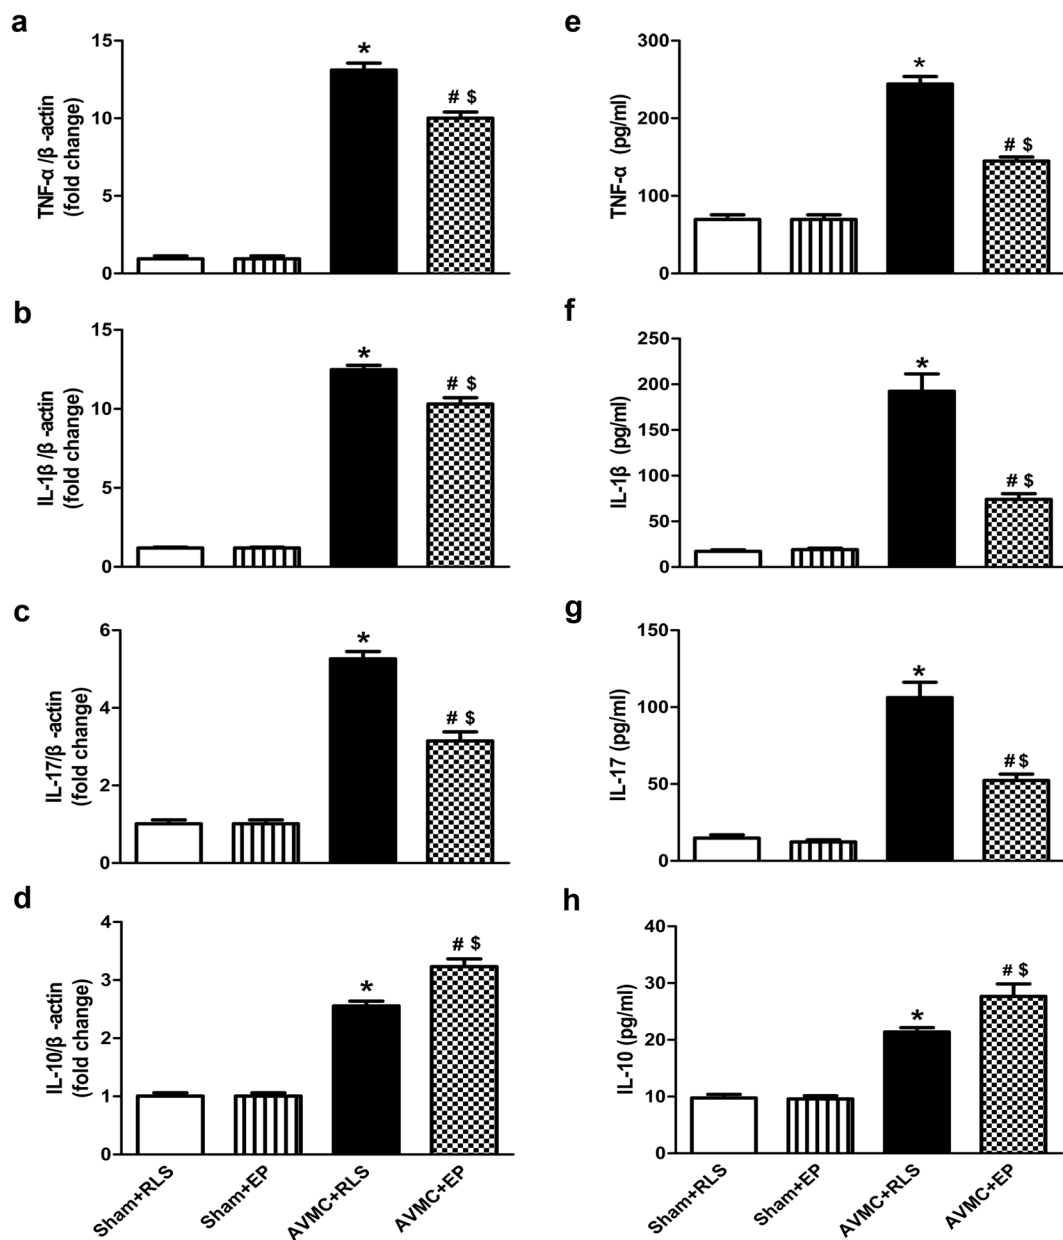 a
TNF-α/β -actin
(fold change)
15
10
5
0
*
# $
b
IL-1β/β -actin
(fold change)
15
10
5
0
*
# $
c
IL-17/β -actin
(fold change)
6
4
2
0
*
# $
d
IL-10/β -actin
(fold change)
4
3
2
1
0
*
# $
Sham+RLS
Sham+EP
AVMC+RLS
AVMC+EP
e
TNF-α (pg/ml)
300
200
100
0
*
# $
f
IL-1β (pg/ml)
250
200
150
100
50
0
*
# $
g
IL-17 (pg/ml)
150
100
50
0
*
# $
h
IL-10 (pg/ml)
40
30
20
10
0
*
# $
Sham+RLS
Sham+EP
AVMC+RLS
AVMC+EP